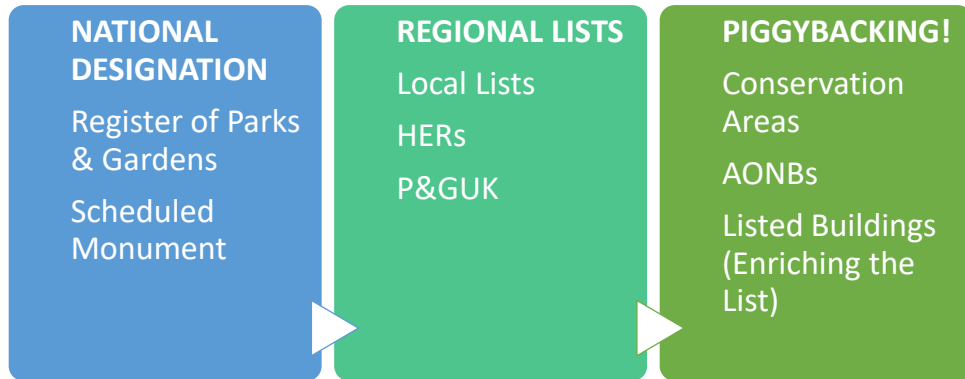 NATIONAL
DESIGNATION
Register of Parks
& Gardens
Scheduled
Monument
REGIONAL LISTS
Local Lists
HERs
P&GUK
PIGGYBACKING!
Conservation
Areas
AONBs
Listed Buildings
(Enriching the
List)